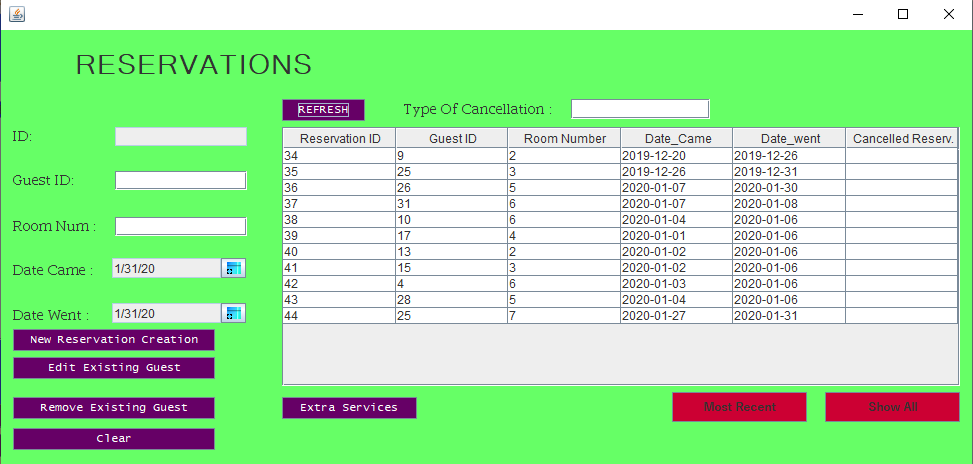 RESERVATIONS
REFRESH Type Of Cancellation :
ID:
Guest ID:
Room Num :
Date Came : 1/31/20
Date Went : 1/31/20
New Reservation Creation
Edit Existing Guest
Remove Existing Guest
Clear
Reservation ID Guest ID Room Number Date_Came Date_went Cancelled Reserv.
34 9 2 2019-12-20 2019-12-26
35 25 3 2019-12-26 2019-12-31
36 26 5 2020-01-07 2020-01-30
37 31 6 2020-01-07 2020-01-08
38 10 6 2020-01-04 2020-01-06
39 17 4 2020-01-01 2020-01-06
40 13 2 2020-01-02 2020-01-06
41 15 3 2020-01-02 2020-01-06
42 4 6 2020-01-03 2020-01-06
43 28 5 2020-01-04 2020-01-06
44 25 7 2020-01-27 2020-01-31
Extra Services Most Recent Show All